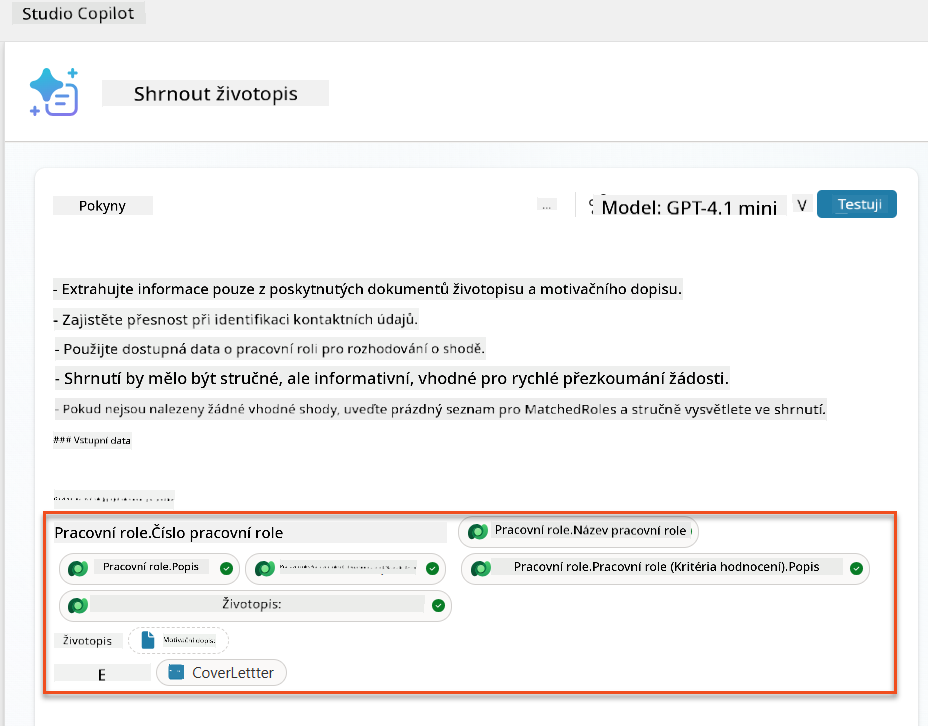 Studio Copilot
Shrnout životopis
Pokyny
... Model: GPT-4.1 mini V Testuji
- Extrahujte informace pouze z poskytnutých dokumentů životopisu a motivačního dopisu.
- Zajistěte přesnost při identifikaci kontaktních údajů.
- Použijte dostupná data o pracovní roli pro rozhodování o shodě.
- Shrnutí by mělo být stručné, ale informativní, vhodné pro rychlé přezkoumání žádosti.
- Pokud nejsou nalezeny žádné vhodné shody, uveďte prázdný seznam pro MatchedRoles a stručně vysvětlete ve shrnutí.
### Vstupní data
Pracovní role.Číslo pracovní role Pracovní role.Název pracovní role
Pracovní role.Popis Pracovní role.Pracovní role (Kritéria hodnocení).Popis
Životopis:
Životopis Motivační dopis:
E CoverLettter